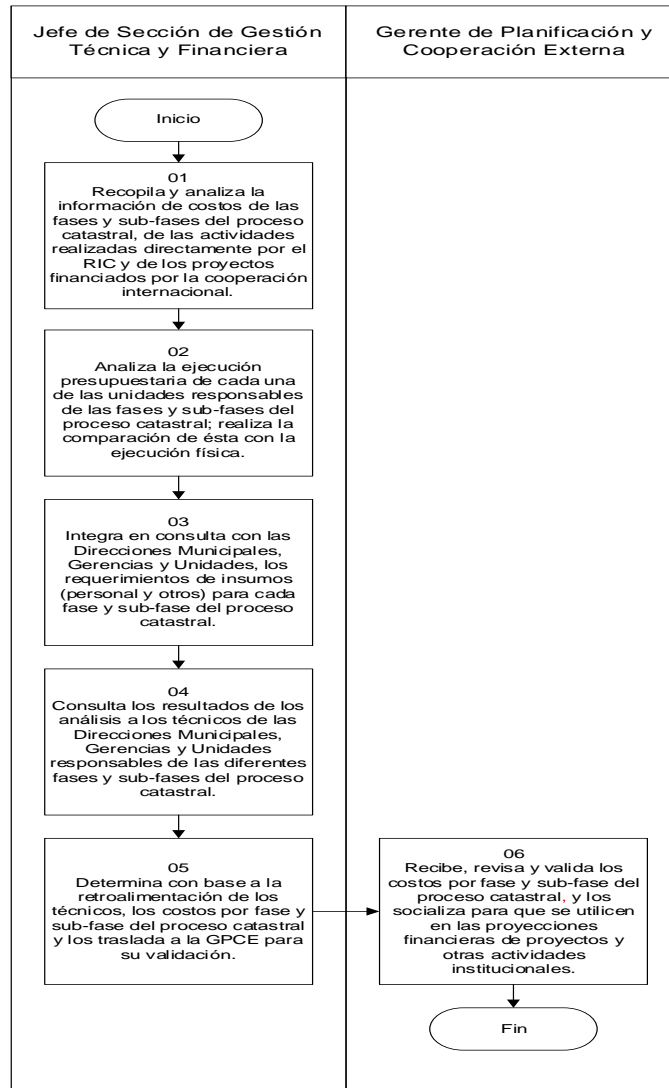 Jefe de Sección de Gestión
Técnica y Financiera
Gerente de Planificación y
Cooperación Externa
Inicio
01
Recopila y analiza la
información de costos de las
fases y sub-fases del proceso
catastral, de las actividades
realizadas directamente por el
RIC y de los proyectos
financiados por la cooperación
internacional.
02
Analiza la ejecución
presupuestaria de cada una
de las unidades responsables
de las fases y sub-fases del
proceso catastral; realiza la
comparación de ésta con la
ejecución física.
03
Integra en consulta con las
Direcciones Municipales,
Gerencias y Unidades, los
requerimientos de insumos
(personal y otros) para cada
fase y sub-fase del proceso
catastral.
04
Consulta los resultados de los
análisis a los técnicos de las
Direcciones Municipales,
Gerencias y Unidades
responsables de las diferentes
fases y sub-fases del proceso
catastral.
05
Determina con base a la
retroalimentación de los
técnicos, los costos por fase y
sub-fase del proceso catastral
y los traslada a la GPCE para
su validación.
06
Recibe, revisa y valida los
costos por fase y sub-fase del
proceso catastral, y los
socializa para que se utilicen
en las proyecciones
financieras de proyectos y
otras actividades
institucionales.
Fin